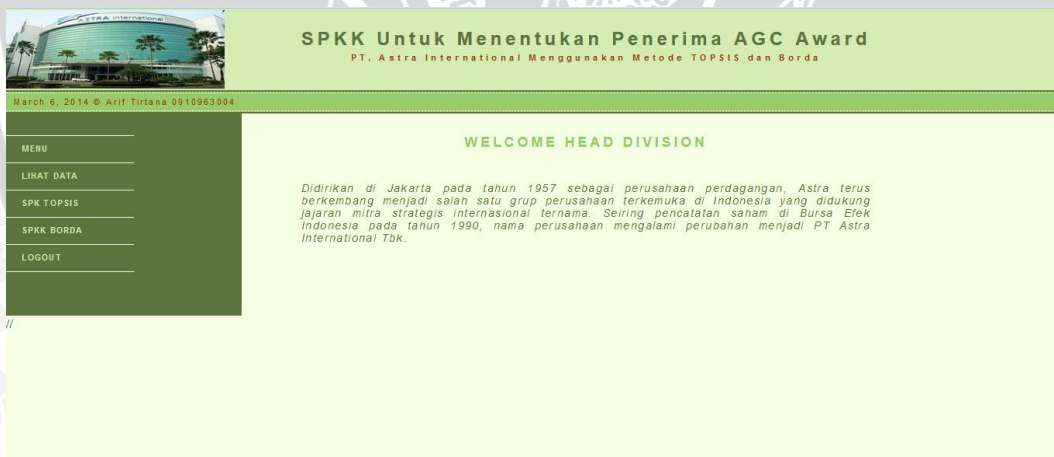 ASTRA international
SPKK Untuk Menentukan Penerima AGC Award
PT. Astra International Menggunakan Metode TOPSIS dan Borda
March 6, 2014 © Arif Tirtana 0910963004
MENU
LIHAT DATA
SPK TOPSIS
SPKK BORDA
LOGOUT
//
WELCOME HEAD DIVISION
Didirikan di Jakarta pada tahun 1957 sebagai perusahaan perdagangan, Astra terus
berkembang menjadi salah satu grup perusahaan terkemuka di Indonesia yang didukung
jajaran mitra strategis internasional ternama. Seiring pencatatan saham di Bursa Efek
Indonesia pada tahun 1990, nama perusahaan mengalami perubahan menjadi PT Astra
International Tbk.